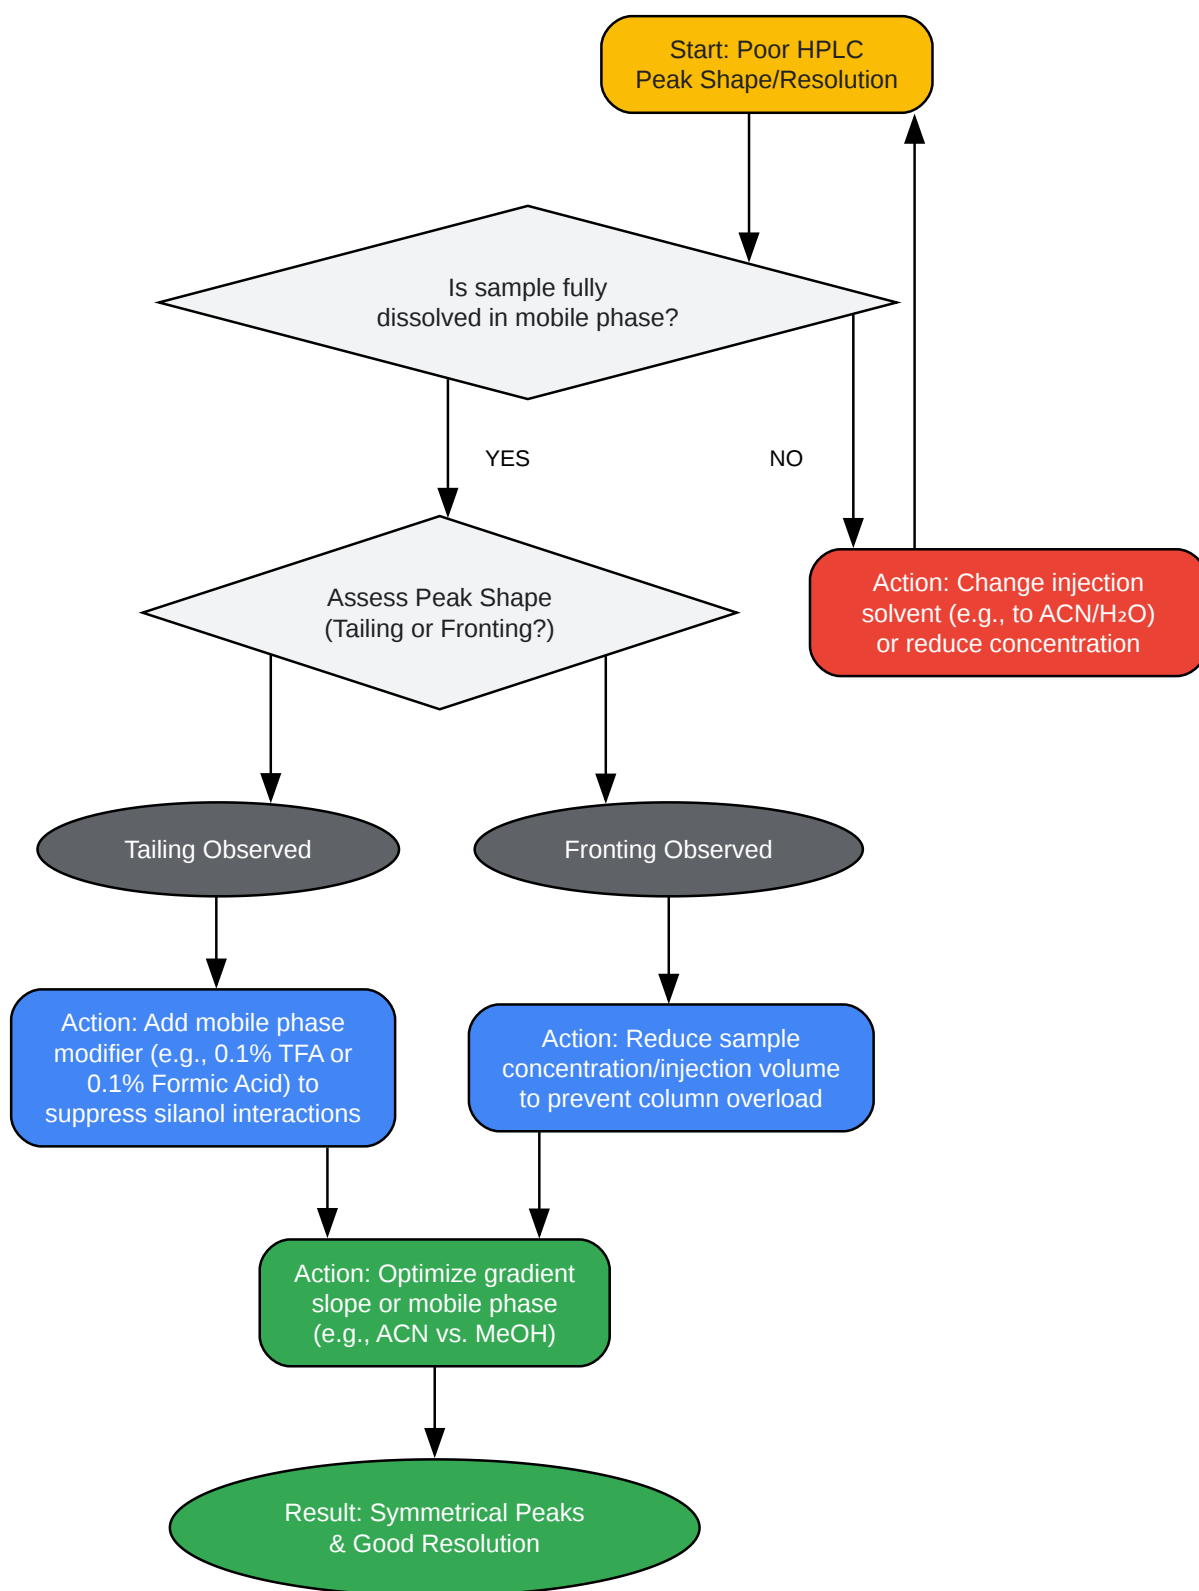 Start: Poor HPLC
Peak Shape/Resolution
Is sample fully
dissolved in mobile phase?
YES
NO
Assess Peak Shape
(Tailing or Fronting?)
Action: Change injection
solvent (e.g., to ACN/H₂O)
or reduce concentration
Tailing Observed
Fronting Observed
Action: Add mobile phase
modifier (e.g., 0.1% TFA or
0.1% Formic Acid) to
suppress silanol interactions
Action: Reduce sample
concentration/injection volume
to prevent column overload
Action: Optimize gradient
slope or mobile phase
(e.g., ACN vs. MeOH)
Result: Symmetrical Peaks
& Good Resolution